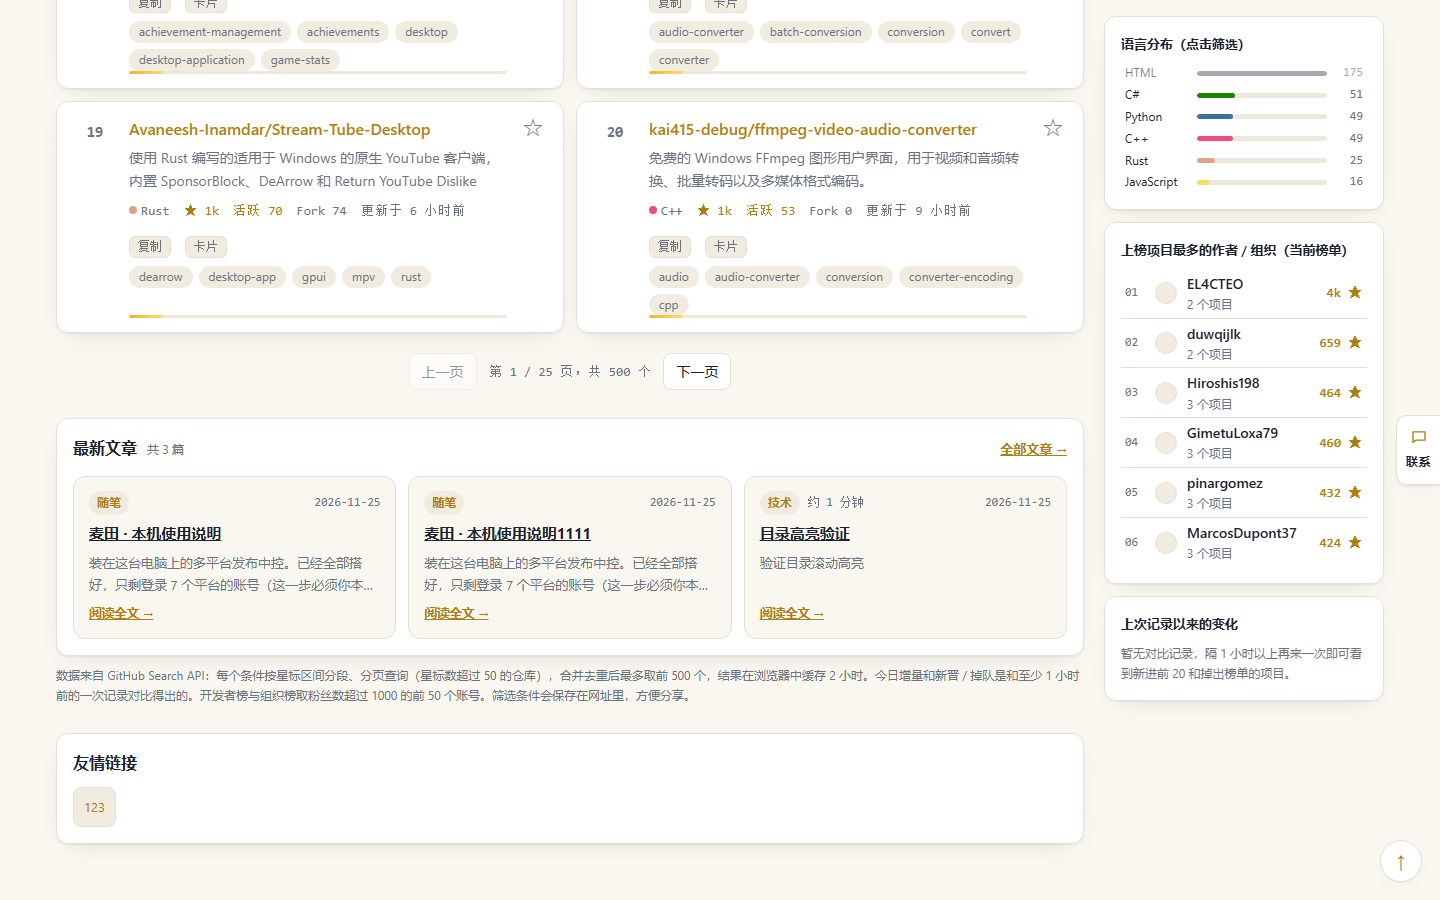 复制 卡片
achievement-management achievements desktop
desktop-application game-stats
复制 卡片
audio-converter batch-conversion conversion convert
converter
19 Avaneesh-Inamdar/Stream-Tube-Desktop ☆
使用 Rust 编写的适用于 Windows 的原生 YouTube 客户端，
内置 SponsorBlock、DeArrow 和 Return YouTube Dislike
Rust ★ 1k 活跃 70 Fork 74 更新于 6 小时前
复制 卡片
dearrow desktop-app gpui mpv rust
20 kai415-debug/ffmpeg-video-audio-converter ☆
免费的 Windows FFmpeg 图形用户界面，用于视频和音频转
换、批量转码以及多媒体格式编码。
C++ ★ 1k 活跃 53 Fork 0 更新于 9 小时前
复制 卡片
audio audio-converter conversion converter-encoding
cpp
上一页 第 1 / 25 页，共 500 个 下一页
最新文章 共 3 篇 全部文章 →
随笔 2026-11-25
麦田 · 本机使用说明
装在这台电脑上的多平台发布中控。已经全部搭
好，只剩登录 7 个平台的账号（这一步必须你本...
阅读全文 →
随笔 2026-11-25
麦田 · 本机使用说明1111
装在这台电脑上的多平台发布中控。已经全部搭
好，只剩登录 7 个平台的账号（这一步必须你本...
阅读全文 →
技术 约 1 分钟 2026-11-25
目录高亮验证
验证目录滚动高亮
阅读全文 →
数据来自 GitHub Search API：每个条件按星标区间分段、分页查询（星标数超过 50 的仓库），合并去重后最多取前 500 个，结果在浏览器中缓存 2 小时。今日增量和新晋 / 掉队是和至少 1 小时
前的一次记录对比得出的。开发者榜与组织榜取粉丝数超过 1000 的前 50 个账号。筛选条件会保存在网址里，方便分享。
友情链接
123
语言分布（点击筛选）
HTML 175
C# 51
Python 49
C++ 49
Rust 25
JavaScript 16
上榜项目最多的作者 / 组织（当前榜单）
01 EL4CTEO 4k ★
2 个项目
02 duwqijlk 659 ★
2 个项目
03 Hiroshis198 464 ★
3 个项目
04 GimetuLoxa79 460 ★
3 个项目
05 pinargomez 432 ★
3 个项目
06 MarcosDupont37 424 ★
3 个项目
上次记录以来的变化
暂无对比记录，隔 1 小时以上再来一次即可看
到新进前 20 和掉出榜单的项目。
联系
↑